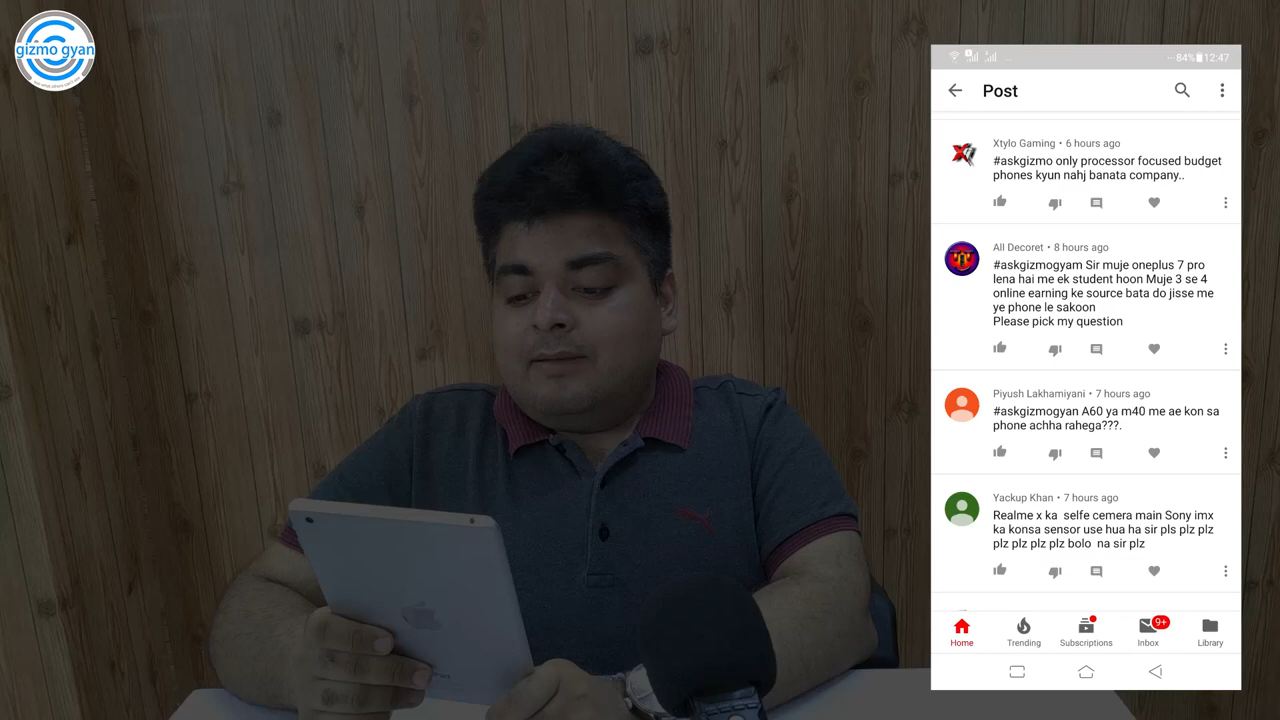 gizmo gyan
84% 12:47
Post
Xtylo Gaming • 6 hours ago
#askgizmo only processor focused budget
phones kyun nahj banata company..
All Decoret • 8 hours ago
#askgizmogyam Sir muje oneplus 7 pro
lena hai me ek student hoon Muje 3 se 4
online earning ke source bata do jisse me
ye phone le sakoon
Please pick my question
Piyush Lakhamiyani • 7 hours ago
#askgizmogyan A60 ya m40 me ae kon sa
phone achha rahega???.
Yackup Khan • 7 hours ago
Realme x ka selfe cemera main Sony imx
ka konsa sensor use hua ha sir pls plz plz
plz plz plz plz bolo na sir plz
9+
Home Trending Subscriptions Inbox Library